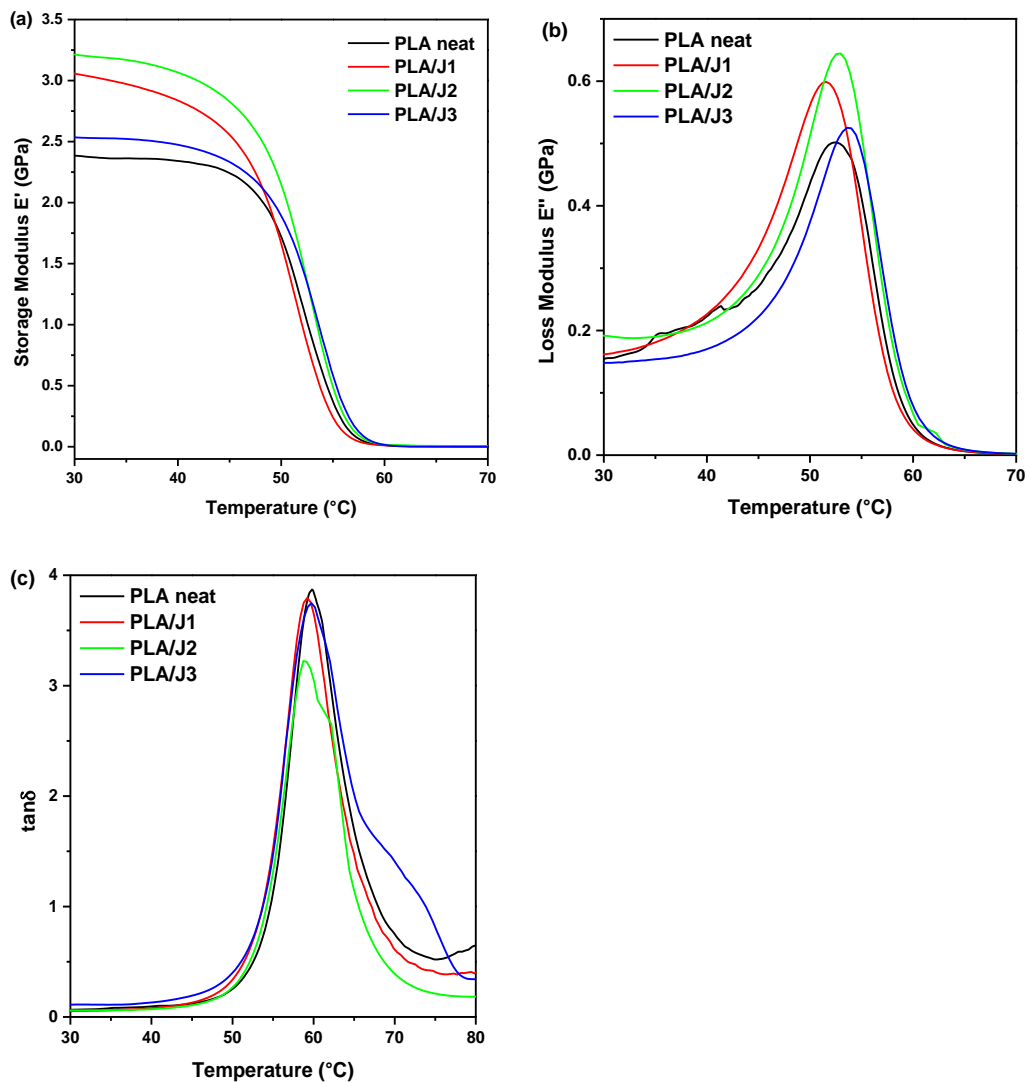 (a)
PLA neat
PLA/J1
PLA/J2
PLA/J3
Storage Modulus E' (GPa)
3.5
3.0
2.5
2.0
1.5
1.0
0.5
0.0
30 40 50 60 70
Temperature (°C)
(b)
PLA neat
PLA/J1
PLA/J2
PLA/J3
Loss Modulus E'' (GPa)
0.6
0.4
0.2
0.0
30 40 50 60 70
Temperature (°C)
(c)
PLA neat
PLA/J1
PLA/J2
PLA/J3
tanδ
4
3
2
1
0
30 40 50 60 70 80
Temperature (°C)